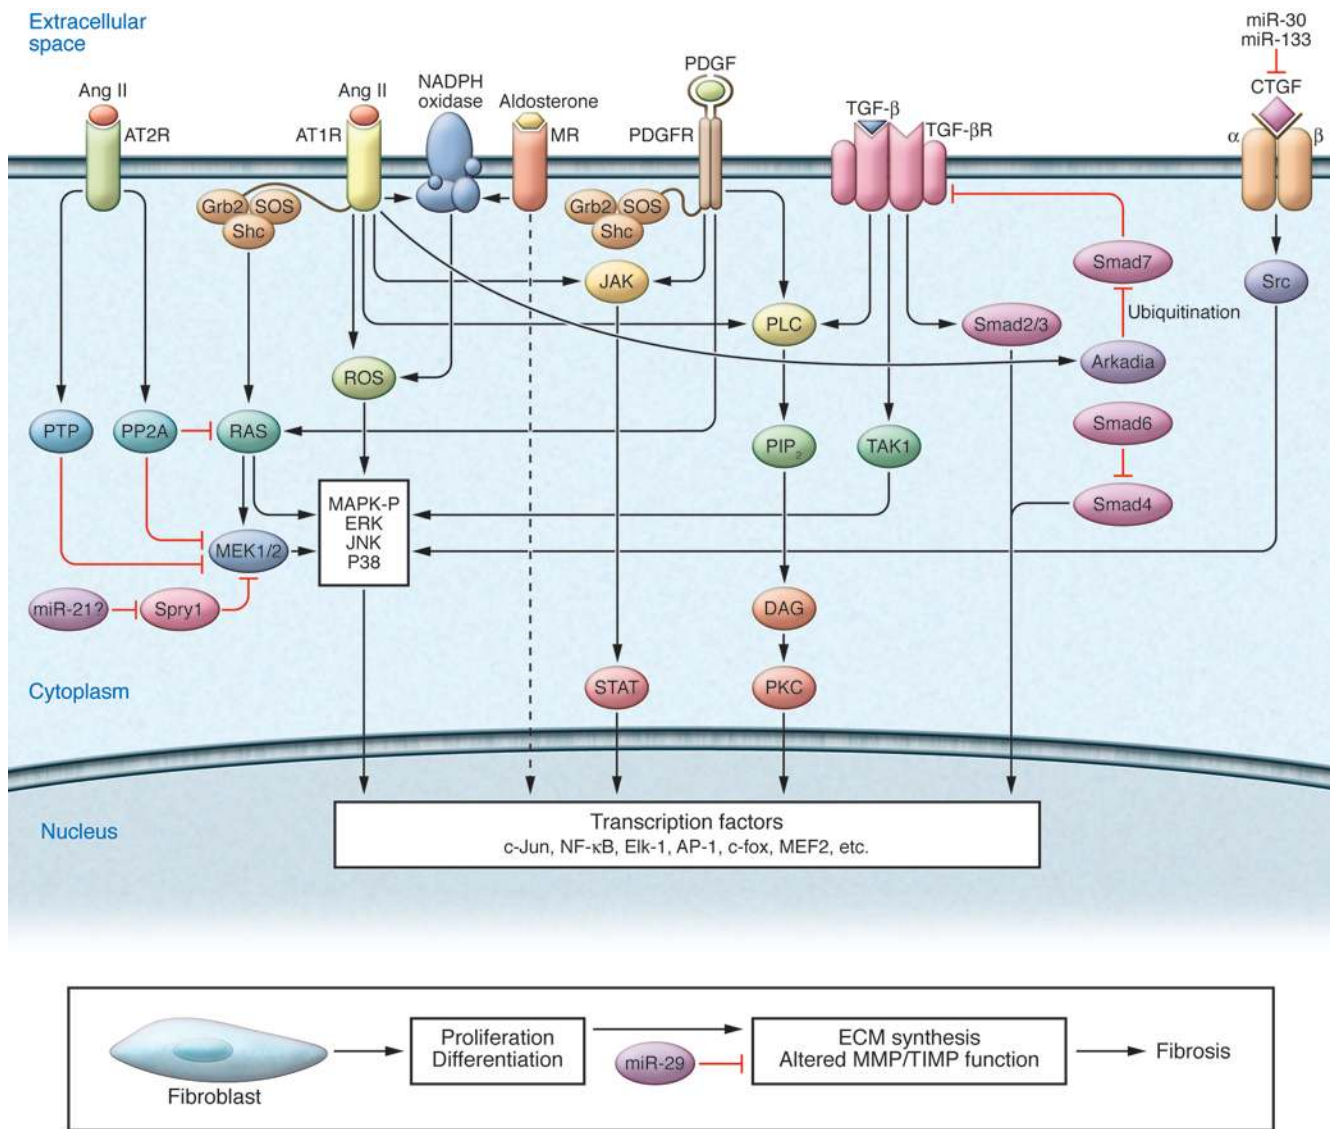 Extracellular
space
miR-30
miR-133
Ang II
AT2R
Ang II
AT1R
NADPH
oxidase
Aldosterone
MR
PDGF
PDGFR
TGF-β
TGF-βR
CTGF
α
β
Grb2
SOS
Shc
Grb2
SOS
Shc
JAK
Smad7
Src
PLC
Smad2/3
Ubiquitination
ROS
Arkadia
PTP
PP2A
RAS
PIP₂
TAK1
Smad6
MAPK-P
ERK
JNK
P38
Smad4
MEK1/2
miR-21?
Spry1
DAG
Cytoplasm
STAT
PKC
Nucleus
Transcription factors
c-Jun, NF-κB, Elk-1, AP-1, c-fox, MEF2, etc.
Proliferation
Differentiation
miR-29
ECM synthesis
Altered MMP/TIMP function
Fibrosis
Fibroblast